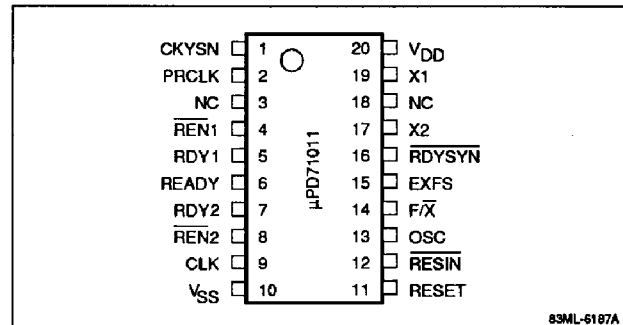 CKYSN 1 20 VDD
PRCLK 2 19 X1
NC 3 18 NC
REN1 4 17 X2
RDY1 5 16 RDYSYN
READY 6 15 EXFS
RDY2 7 14 F/X
REN2 8 13 OSC
CLK 9 12 RESIN
VSS 10 11 RESET
μPD71011
83ML-6187A